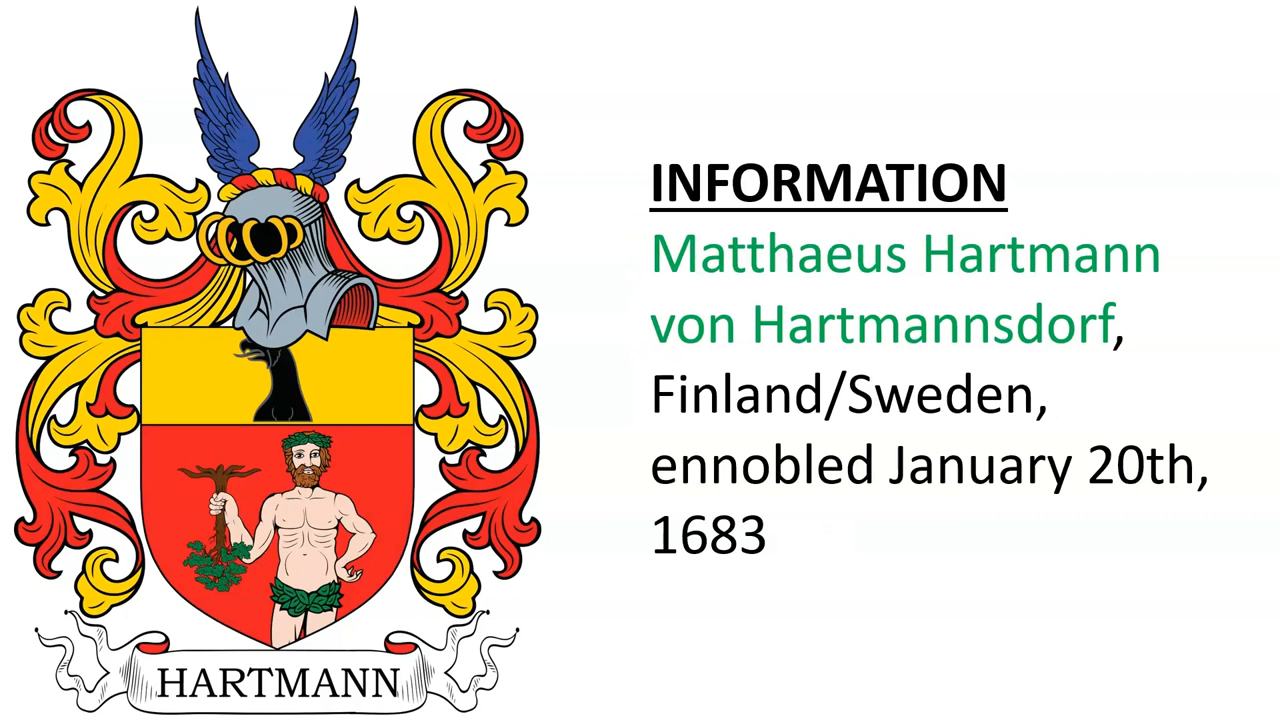 INFORMATION
Matthaeus Hartmann
von Hartmannsdorf,
Finland/Sweden,
ennobled January 20th,
1683
HARTMANN